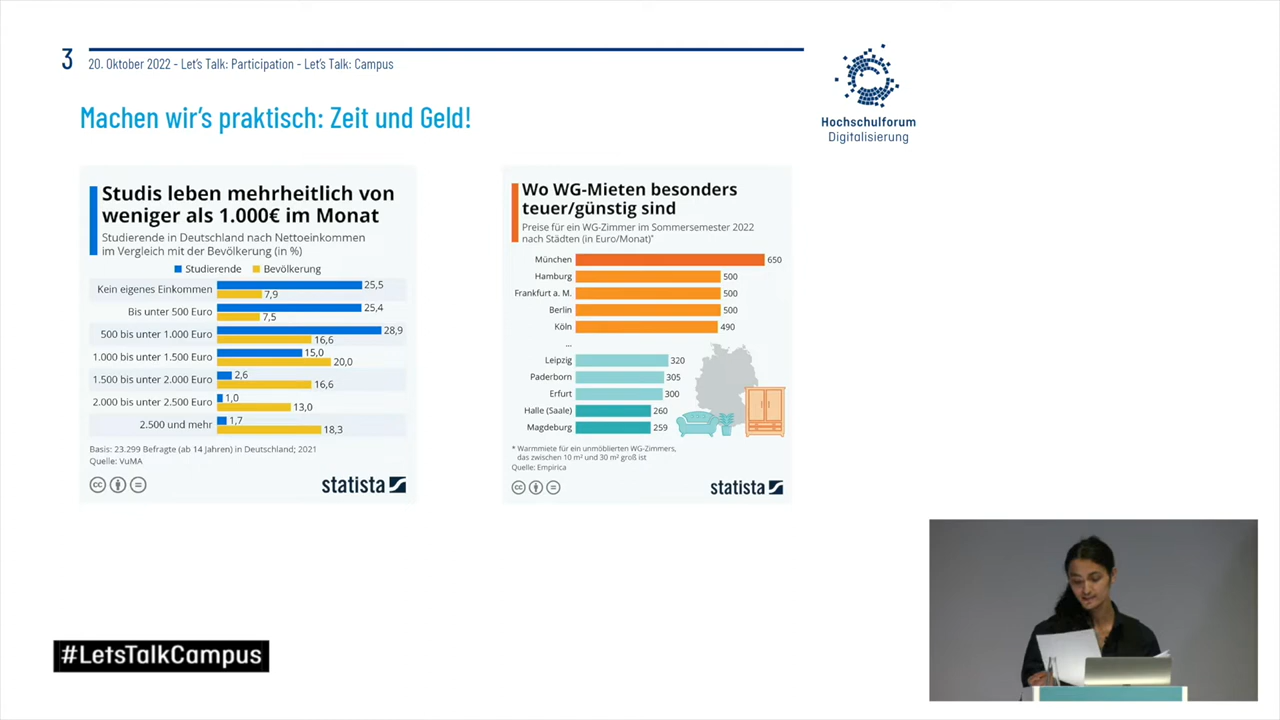 3
20. Oktober 2022 - Let's Talk: Participation - Let's Talk: Campus
Hochschulforum
Digitalisierung
Machen wir's praktisch: Zeit und Geld!
Studis leben mehrheitlich von
weniger als 1.000€ im Monat
Studierende in Deutschland nach Nettoeinkommen
im Vergleich mit der Bevölkerung (in %)
Studierende Bevölkerung
Kein eigenes Einkommen 25,5
7,9
Bis unter 500 Euro 25,4
7,5
500 bis unter 1.000 Euro 28,9
16,6
1.000 bis unter 1.500 Euro 15,0
20,0
1.500 bis unter 2.000 Euro 2,6
16,6
2.000 bis unter 2.500 Euro 1,0
13,0
2.500 und mehr 1,7
18,3
Basis: 23.299 Befragte (ab 14 Jahren) in Deutschland; 2021
Quelle: VuMA
cc
statista
Wo WG-Mieten besonders
teuer/günstig sind
Preise für ein WG-Zimmer im Sommersemester 2022
nach Städten (in Euro/Monat)*
München 650
Hamburg 500
Frankfurt a. M. 500
Berlin 500
Köln 490
...
Leipzig 320
Paderborn 305
Erfurt 300
Halle (Saale) 260
Magdeburg 259
* Warmmiete für ein unmöblierten WG-Zimmers,
das zwischen 10 m² und 30 m² groß ist
Quelle: Empirica
cc
statista
#LetsTalkCampus